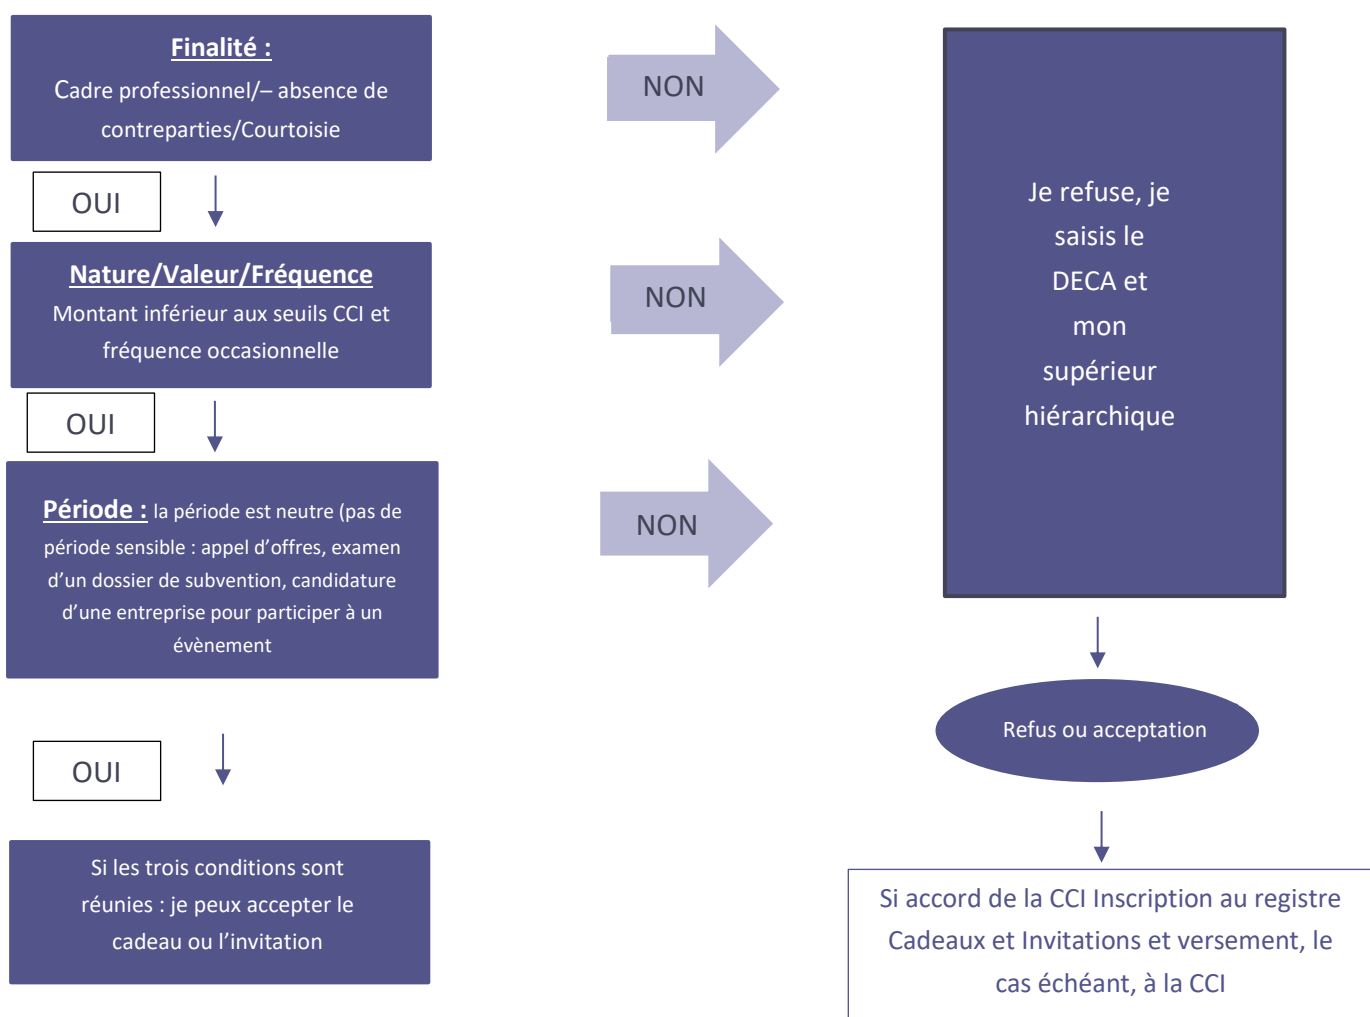 Finalité :
Cadre professionnel/– absence de
contreparties/Courtoisie
NON
OUI
Nature/Valeur/Fréquence
Montant inférieur aux seuils CCI et
fréquence occasionnelle
NON
OUI
Période : la période est neutre (pas de
période sensible : appel d’offres, examen
d’un dossier de subvention, candidature
d’une entreprise pour participer à un
évènement
NON
OUI
Si les trois conditions sont
réunies : je peux accepter le
cadeau ou l’invitation
Je refuse, je
saisis le
DECA et
mon
supérieur
hiérarchique
Refus ou acceptation
Si accord de la CCI Inscription au registre
Cadeaux et Invitations et versement, le
cas échéant, à la CCI